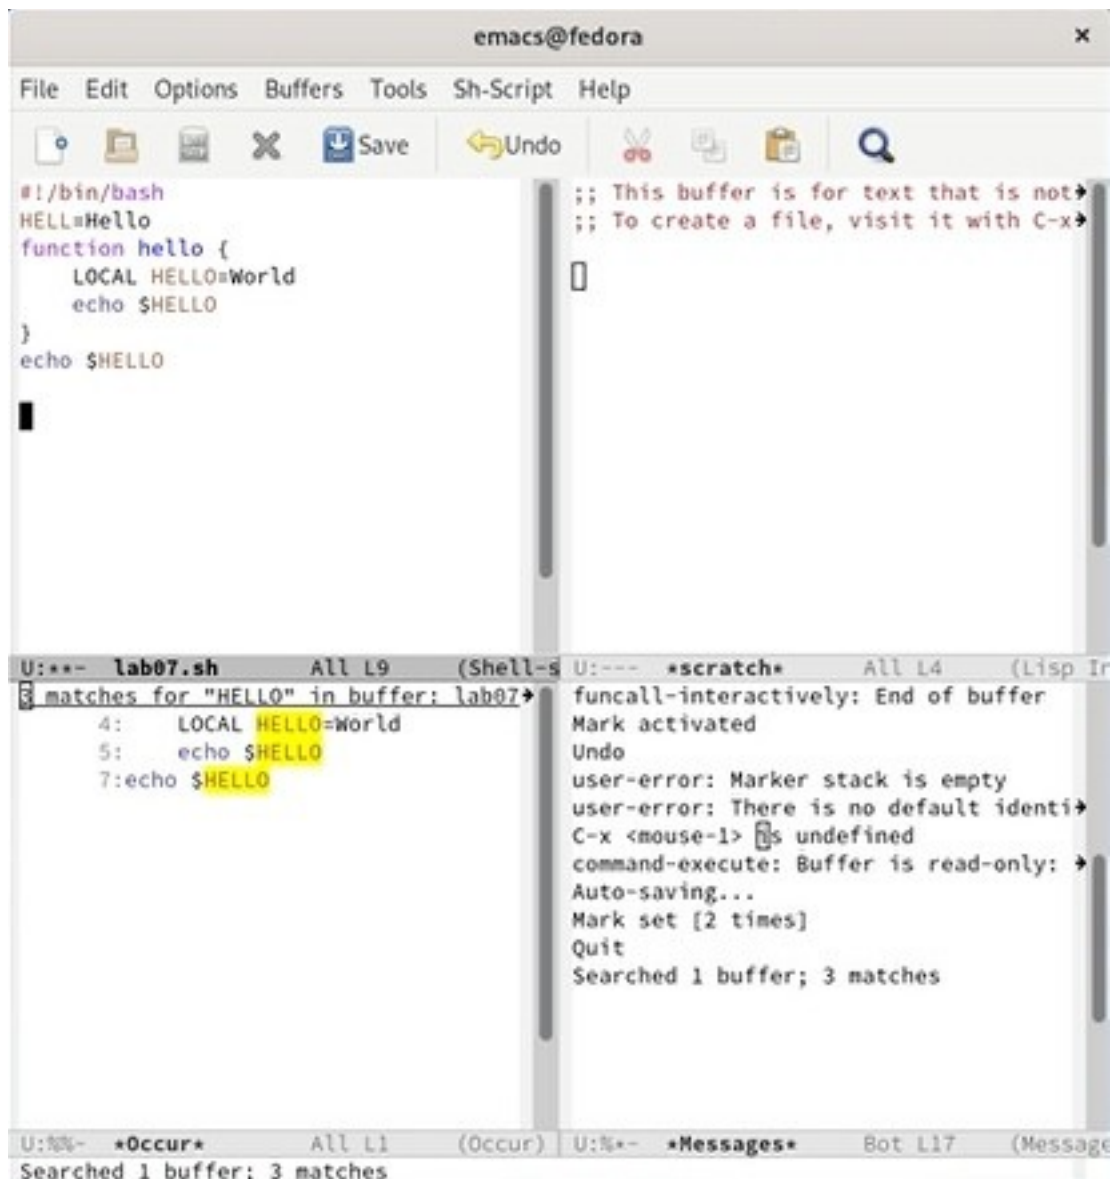 emacs@fedora ×
File Edit Options Buffers Tools Sh-Script Help
Save Undo
#!/bin/bash
HELL=Hello
function hello {
    LOCAL HELLO=World
    echo $HELLO
}
echo $HELLO
U:**- lab07.sh All L9 (Shell-s
;; This buffer is for text that is not
;; To create a file, visit it with C-x
U:--- *scratch* All L4 (Lisp In
3 matches for "HELLO" in buffer: lab07
4:    LOCAL HELLO=World
5:    echo $HELLO
7:echo $HELLO
U:%%- *Occur* All L1 (Occur)
funcall-interactively: End of buffer
Mark activated
Undo
user-error: Marker stack is empty
user-error: There is no default identi
C-x <mouse-1> is undefined
command-execute: Buffer is read-only:
Auto-saving...
Mark set [2 times]
Quit
Searched 1 buffer; 3 matches
U:%*- *Messages* Bot L17 (Message
Searched 1 buffer; 3 matches